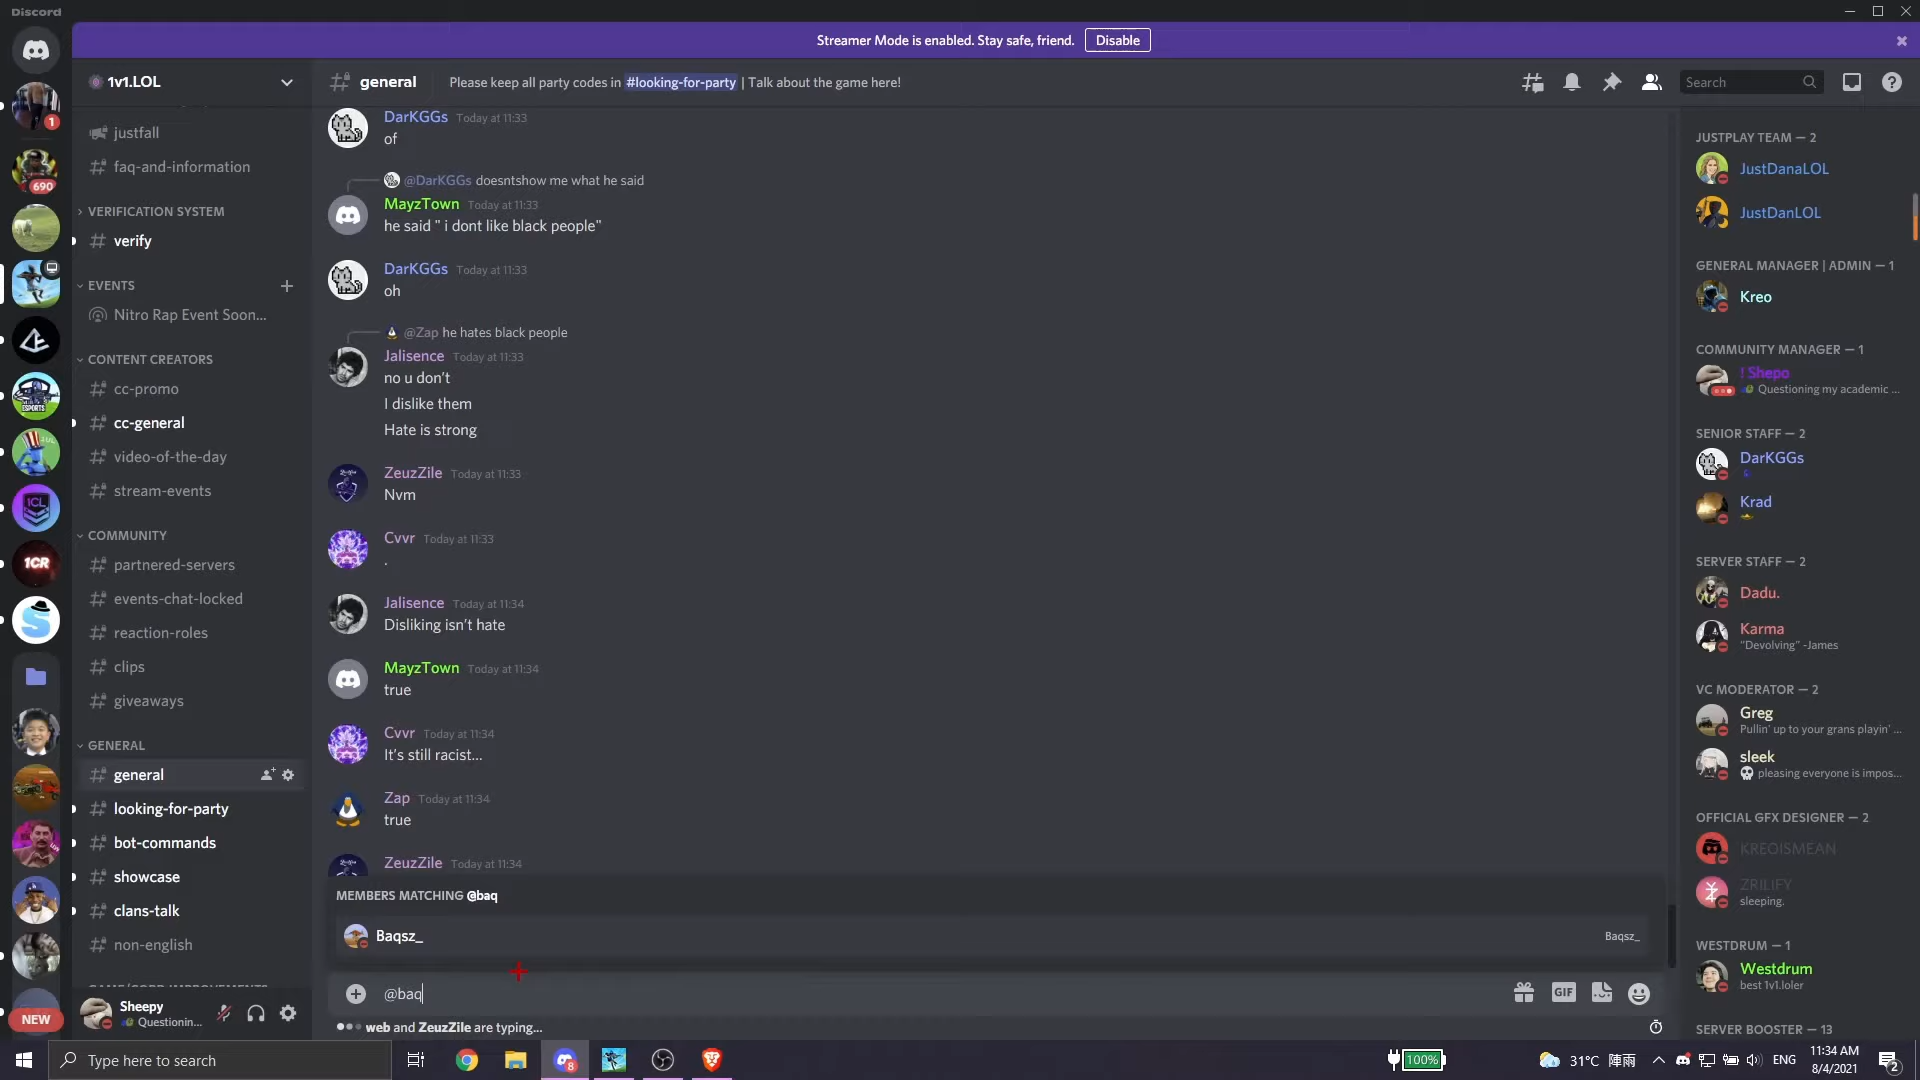 Discord
Streamer Mode is enabled. Stay safe, friend. Disable
1v1.LOL
general
Please keep all party codes in #looking-for-party | Talk about the game here!
Search
justfall
faq-and-information
VERIFICATION SYSTEM
verify
EVENTS
Nitro Rap Event Soon...
CONTENT CREATORS
cc-promo
cc-general
video-of-the-day
stream-events
COMMUNITY
partnered-servers
events-chat-locked
reaction-roles
clips
giveaways
GENERAL
general
looking-for-party
bot-commands
showcase
clans-talk
non-english
Sheepy
Questionin...
1
690
ESPORTS
1CL
1CR
NEW
DarKGGs Today at 11:33
of
@DarKGGs doesntshow me what he said
MayzTown Today at 11:33
he said " i dont like black people"
DarKGGs Today at 11:33
oh
@Zap he hates black people
Jalisence Today at 11:33
no u don't
I dislike them
Hate is strong
ZeuzZile Today at 11:33
Nvm
Cvvr Today at 11:33
.
Jalisence Today at 11:34
Disliking isn't hate
MayzTown Today at 11:34
true
Cvvr Today at 11:34
It's still racist...
Zap Today at 11:34
true
ZeuzZile Today at 11:34
MEMBERS MATCHING @baq
Baqsz_ Baqsz_
@baq
GIF
web and ZeuzZile are typing...
JUSTPLAY TEAM — 2
JustDanaLOL
JustDanLOL
GENERAL MANAGER | ADMIN — 1
Kreo
COMMUNITY MANAGER — 1
! Shepo
Questioning my academic ...
SENIOR STAFF — 2
DarKGGs
Krad
SERVER STAFF — 2
Dadu.
Karma
"Devolving" -James
VC MODERATOR — 2
Greg
Pullin' up to your grans playin' ...
sleek
pleasing everyone is impos...
OFFICIAL GFX DESIGNER — 2
KREOISMEAN
ZRILIFY
sleeping.
WESTDRUM — 1
Westdrum
best 1v1.loler
SERVER BOOSTER — 13
Type here to search
8
100%
31°C 陣雨
ENG
11:34 AM
8/4/2021
2